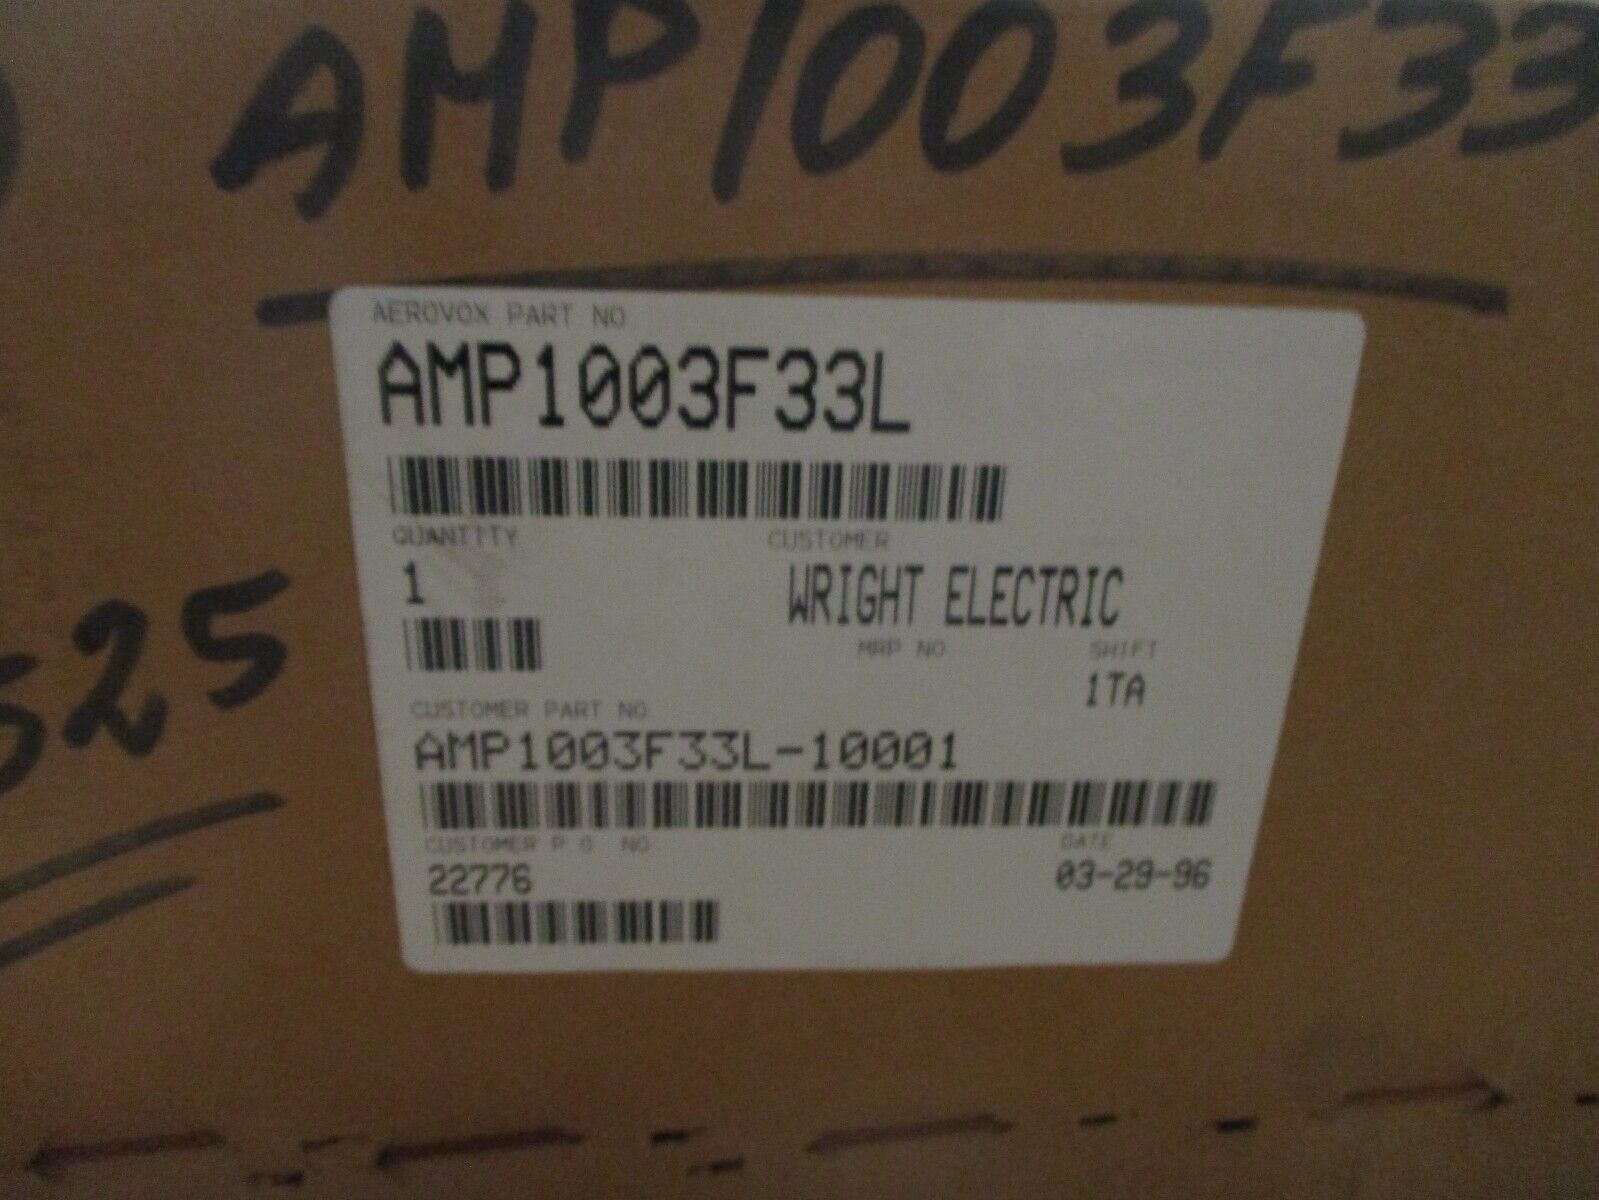 AMP1003F33
AEROVOX PART NO
AMP1003F33L
QUANTITY CUSTOMER
1 WRIGHT ELECTRIC
MRP NO SHIFT
1TA
525
CUSTOMER PART NO
AMP1003F33L-10001
CUSTOMER P O NO DATE
22776 03-29-96